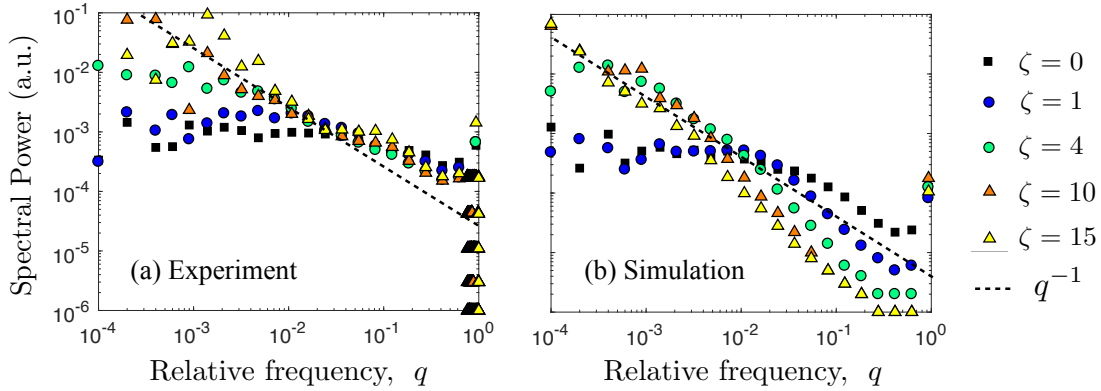 Spectral Power (a.u.)
10^-1
10^-2
10^-3
10^-4
10^-5
10^-6
(a) Experiment
10^-4 10^-3 10^-2 10^-1 10^0
Relative frequency, q
(b) Simulation
10^-4 10^-3 10^-2 10^-1 10^0
Relative frequency, q
ζ = 0
ζ = 1
ζ = 4
ζ = 10
ζ = 15
q^-1